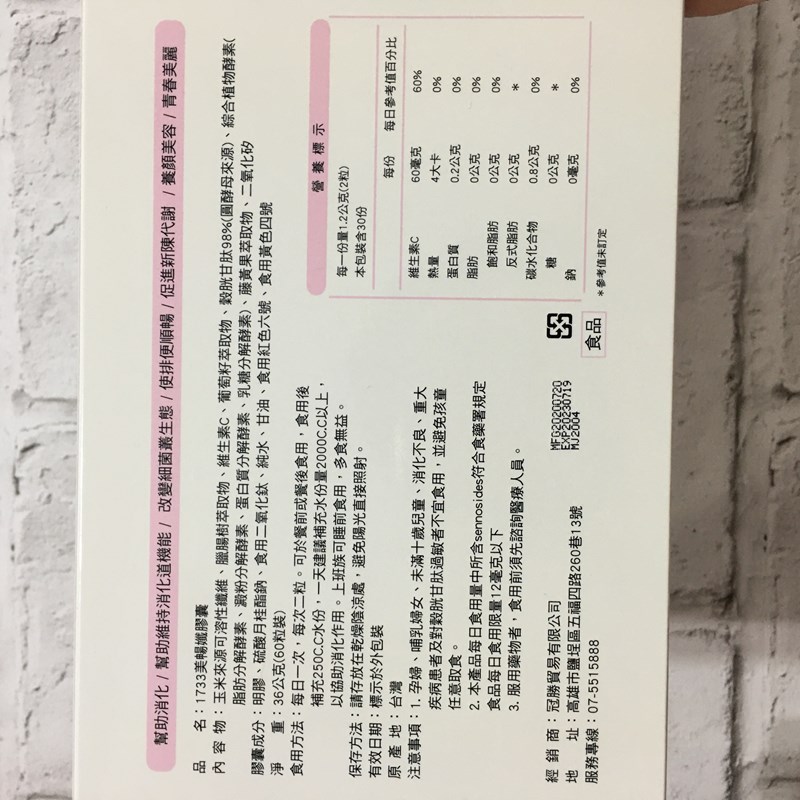 幫助消化 / 幫助維持消化道機能 / 改變細菌叢生態 / 使排便順暢 / 促進新陳代謝 / 養顏美容 / 青春美麗
品名：1733美暢孅膠囊
內容物：玉米來源可溶性纖維、臘腸樹萃取物、維生素C、葡萄籽萃取物、穀胱甘肽98%(圓酵母來源)、綜合植物酵素(
脂肪分解酵素、澱粉分解酵素、蛋白質分解酵素、乳糖分解酵素)、藤黃果萃取物、二氧化矽
膠囊成分：明膠、硫酸月桂酯鈉、食用二氧化鈦、純水、甘油、食用紅色六號、食用黃色四號
淨重：36公克(60粒裝)
食用方法：每日一次，每次二粒。可於餐前或餐後食用，食用後
補充250C.C水份，一天建議補充水份量2000C.C以上，
以協助消化作用。上班族可睡前食用，多食無益。
保存方法：請存放在乾燥陰涼處，避免陽光直接照射。
有效日期：標示於外包裝
原產地：台灣
注意事項：1. 孕婦、哺乳婦女、未滿十歲兒童、消化不良、重大
疾病患者及對穀胱甘肽過敏者不宜食用，並避免孩童
任意取食。
2. 本產品每日食用量中所含sennosides符合食藥署規定
食品每日食用限量12毫克以下
3. 服用藥物者，食用前須先諮詢醫療人員。
經銷商：冠勝貿易有限公司
地址：高雄市鹽埕區五福四路260巷13號
服務專線：07-5515888
MFG20200720
EXP20230719
MJ2004
營養標示
每一份量1.2公克(2粒)
本包裝含30份
每份 每日參考值百分比
維生素C 60毫克 60%
熱量 4大卡 0%
蛋白質 0.2公克 0%
脂肪 0公克 0%
飽和脂肪 0公克 0%
反式脂肪 0公克 *
碳水化合物 0.8公克 0%
糖 0公克 *
鈉 0毫克 0%
*參考值未訂定
食品